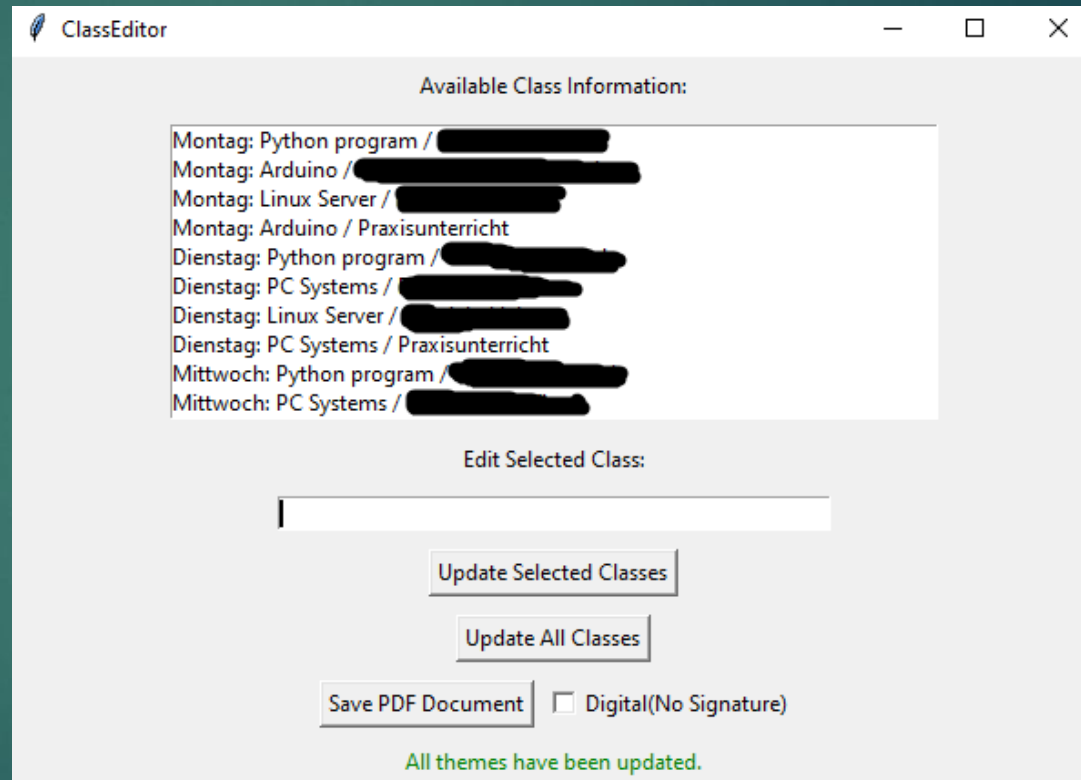 ClassEditor
Available Class Information:
Montag: Python program /
Montag: Arduino /
Montag: Linux Server /
Montag: Arduino / Praxisunterricht
Dienstag: Python program /
Dienstag: PC Systems /
Dienstag: Linux Server /
Dienstag: PC Systems / Praxisunterricht
Mittwoch: Python program /
Mittwoch: PC Systems /
Edit Selected Class:
Update Selected Classes
Update All Classes
Save PDF Document Digital(No Signature)
All themes have been updated.